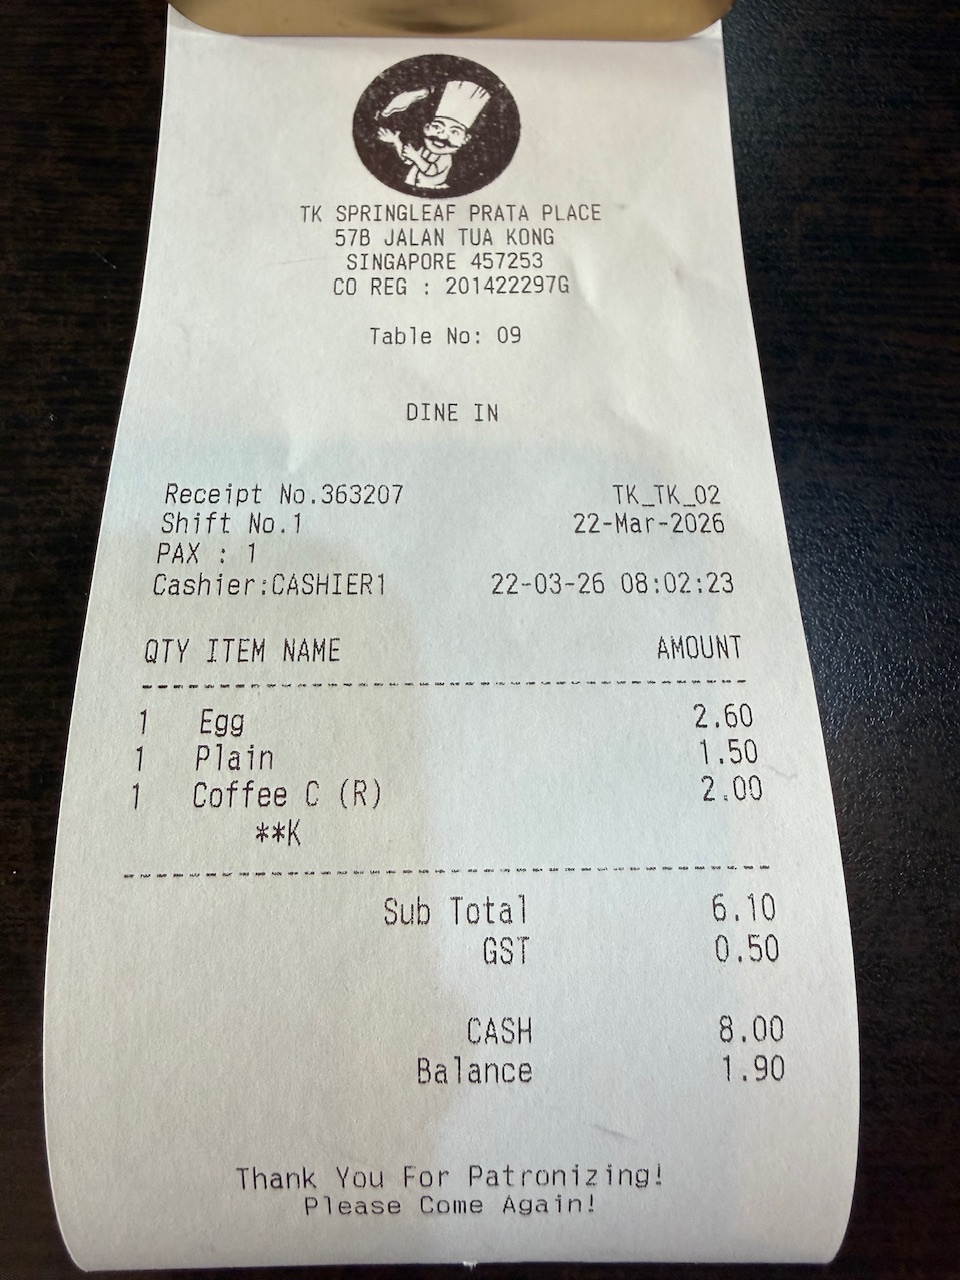 TK SPRINGLEAF PRATA PLACE
57B JALAN TUA KONG
SINGAPORE 457253
CO REG : 201422297G
Table No: 09
DINE IN
Receipt No.363207 TK_TK_02
Shift No.1 22-Mar-2026
PAX : 1
Cashier:CASHIER1 22-03-26 08:02:23
QTY ITEM NAME AMOUNT
1 Egg 2.60
1 Plain 1.50
1 Coffee C (R) 2.00
**K
Sub Total 6.10
GST 0.50
CASH 8.00
Balance 1.90
Thank You For Patronizing!
Please Come Again!